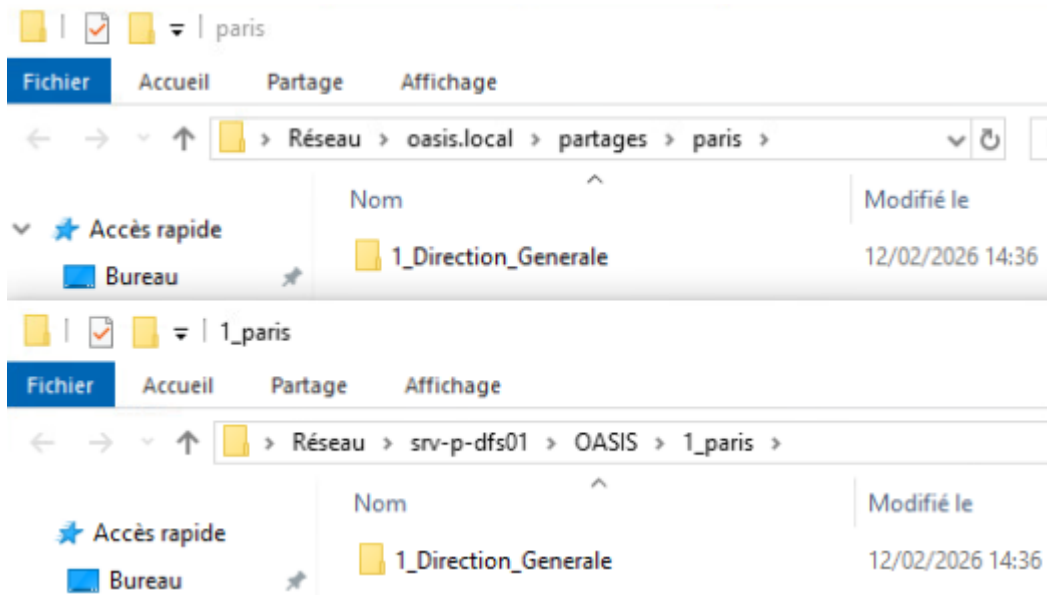 paris
Fichier Accueil Partage Affichage
Réseau > oasis.local > partages > paris >
Nom Modifié le
Accès rapide
1_Direction_Generale 12/02/2026 14:36
Bureau
1_paris
Fichier Accueil Partage Affichage
Réseau > srv-p-dfs01 > OASIS > 1_paris >
Nom Modifié le
Accès rapide
1_Direction_Generale 12/02/2026 14:36
Bureau